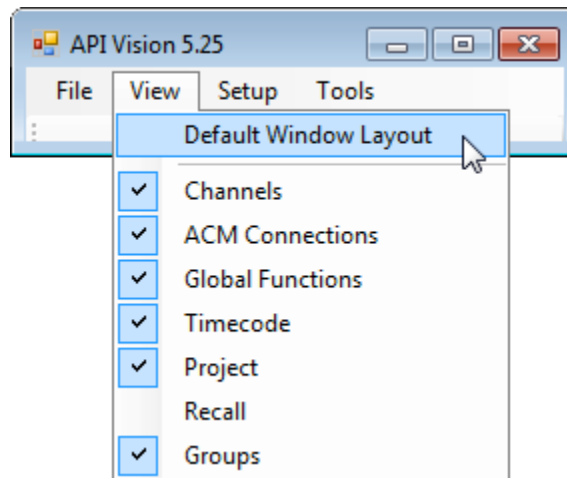 API Vision 5.25
File View Setup Tools
Default Window Layout
Channels
ACM Connections
Global Functions
Timecode
Project
Recall
Groups